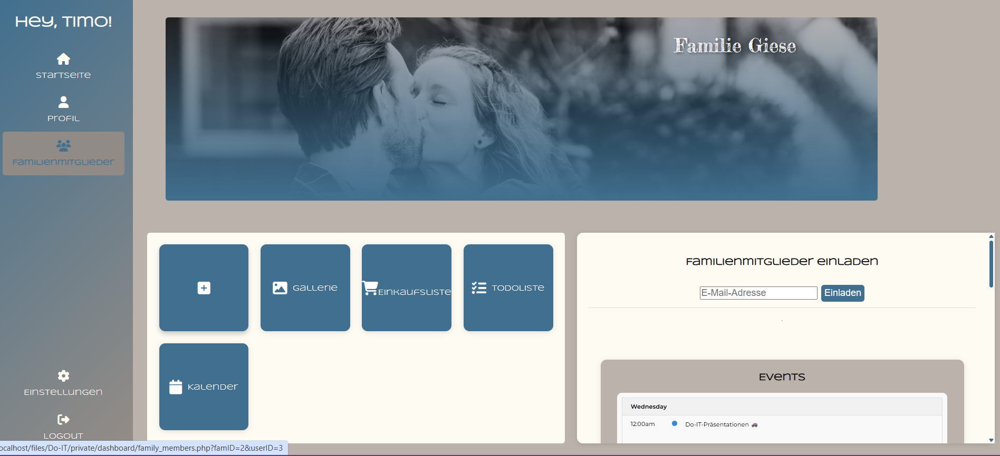 Hey, Timo!
Startseite
Profil
Familienmitglieder
Einstellungen
Logout
Familie Giese
Gallerie
Einkaufsliste
Todoliste
Kalender
Familienmitglieder einladen
E-Mail-Adresse
Einladen
Events
Wednesday
12:00am Do-IT-Präsentationen 🚗
ocalhost/files/Do-IT/private/dashboard/family_members.php?famID=2&userID=3